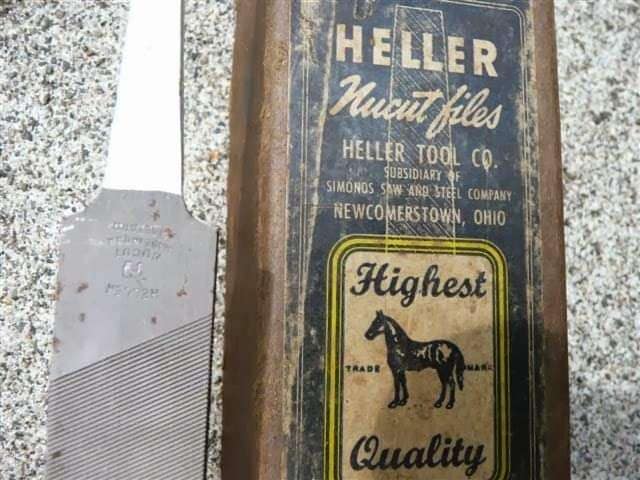 HELLER
Nucut files
HELLER TOOL CO.
SUBSIDIARY OF
SIMONDS SAW AND STEEL COMPANY
NEWCOMERSTOWN, OHIO
Highest
TRADE MARK
Quality